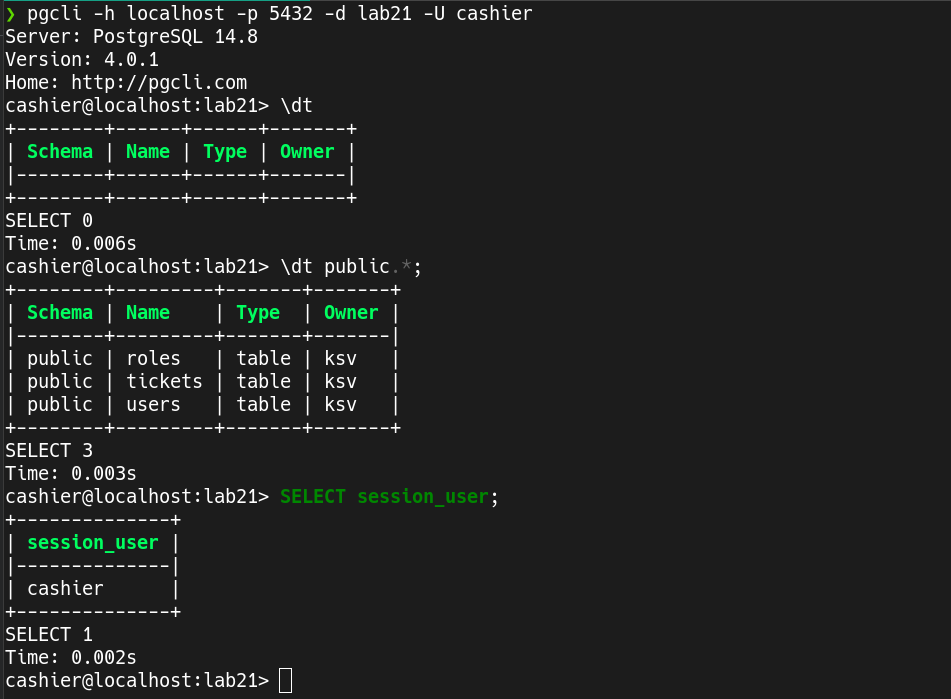 ❯ pgcli -h localhost -p 5432 -d lab21 -U cashier
Server: PostgreSQL 14.8
Version: 4.0.1
Home: http://pgcli.com
cashier@localhost:lab21> \dt
+--------+------+------+-------+
| Schema | Name | Type | Owner |
|--------+------+------+-------|
+--------+------+------+-------+
SELECT 0
Time: 0.006s
cashier@localhost:lab21> \dt public.*;
+--------+---------+-------+-------+
| Schema | Name    | Type  | Owner |
|--------+---------+-------+-------|
| public | roles   | table | ksv   |
| public | tickets | table | ksv   |
| public | users   | table | ksv   |
+--------+---------+-------+-------+
SELECT 3
Time: 0.003s
cashier@localhost:lab21> SELECT session_user;
+--------------+
| session_user |
|--------------|
| cashier      |
+--------------+
SELECT 1
Time: 0.002s
cashier@localhost:lab21>